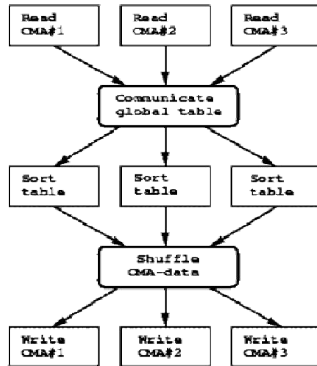 Read
CMA#1
Read
CMA#2
Read
CMA#3
Communicate
global table
Sort
table
Sort
table
Sort
table
Shuffle
CMA-data
Write
CMA#1
Write
CMA#2
Write
CMA#3